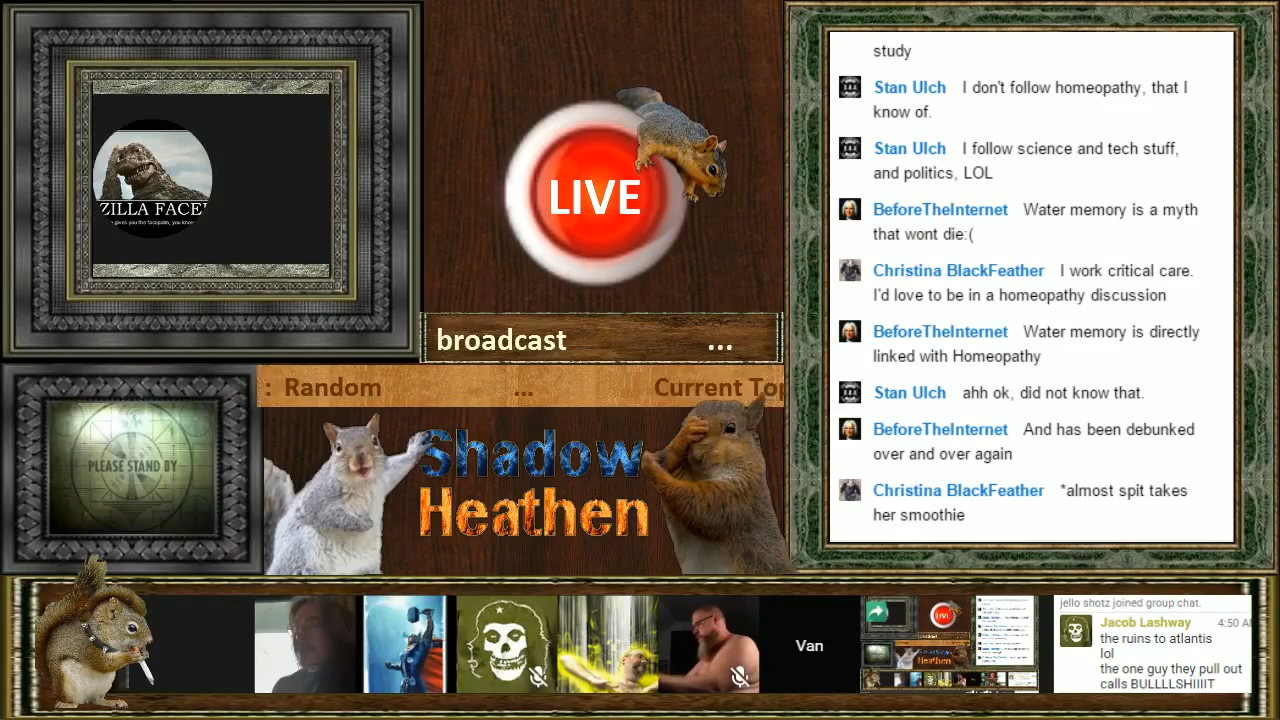 ZILLA FACE
LIVE
broadcast ...
: Random ... Current Top
PLEASE STAND BY
Shadow
Heathen
study
Stan Ulch I don't follow homeopathy, that I
know of.
Stan Ulch I follow science and tech stuff,
and politics, LOL
BeforeTheInternet Water memory is a myth
that wont die:(
Christina BlackFeather I work critical care.
I'd love to be in a homeopathy discussion
BeforeTheInternet Water memory is directly
linked with Homeopathy
Stan Ulch ahh ok, did not know that.
BeforeTheInternet And has been debunked
over and over again
Christina BlackFeather *almost spit takes
her smoothie
Van
LIVE
Heathen
jello shotz joined group chat.
Jacob Lashway 4:50 A
the ruins to atlantis
lol
the one guy they pull out
calls BULLLLSHIIIIT